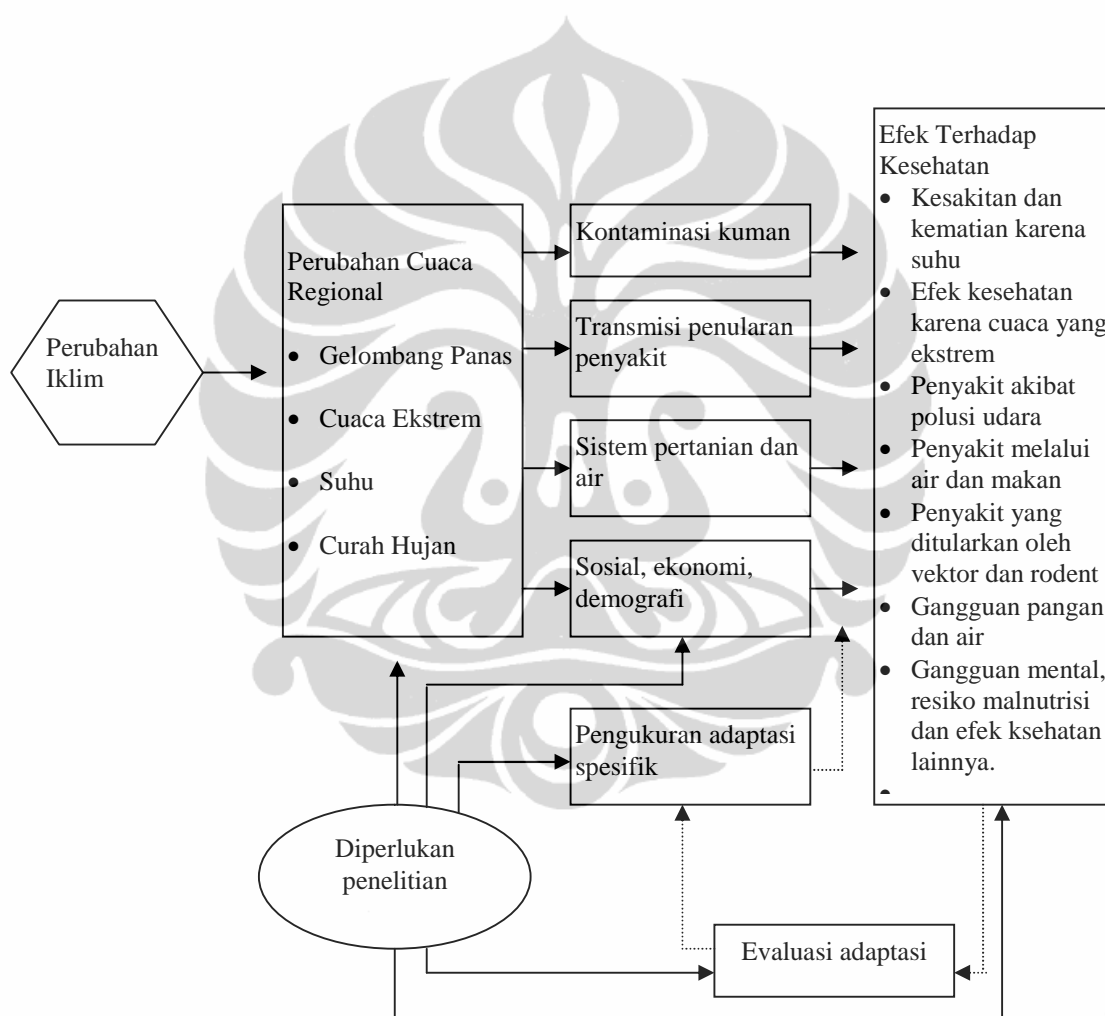 Perubahan
Iklim
Perubahan Cuaca
Regional
• Gelombang Panas
• Cuaca Ekstrem
• Suhu
• Curah Hujan
Kontaminasi kuman
Transmisi penularan
penyakit
Sistem pertanian dan
air
Sosial, ekonomi,
demografi
Pengukuran adaptasi
spesifik
Efek Terhadap
Kesehatan
• Kesakitan dan
kematian karena
suhu
• Efek kesehatan
karena cuaca yang
ekstrem
• Penyakit akibat
polusi udara
• Penyakit melalui
air dan makan
• Penyakit yang
ditularkan oleh
vektor dan rodent
• Gangguan pangan
dan air
• Gangguan mental,
resiko malnutrisi
dan efek ksehatan
lainnya.
•
Diperlukan
penelitian
Evaluasi adaptasi